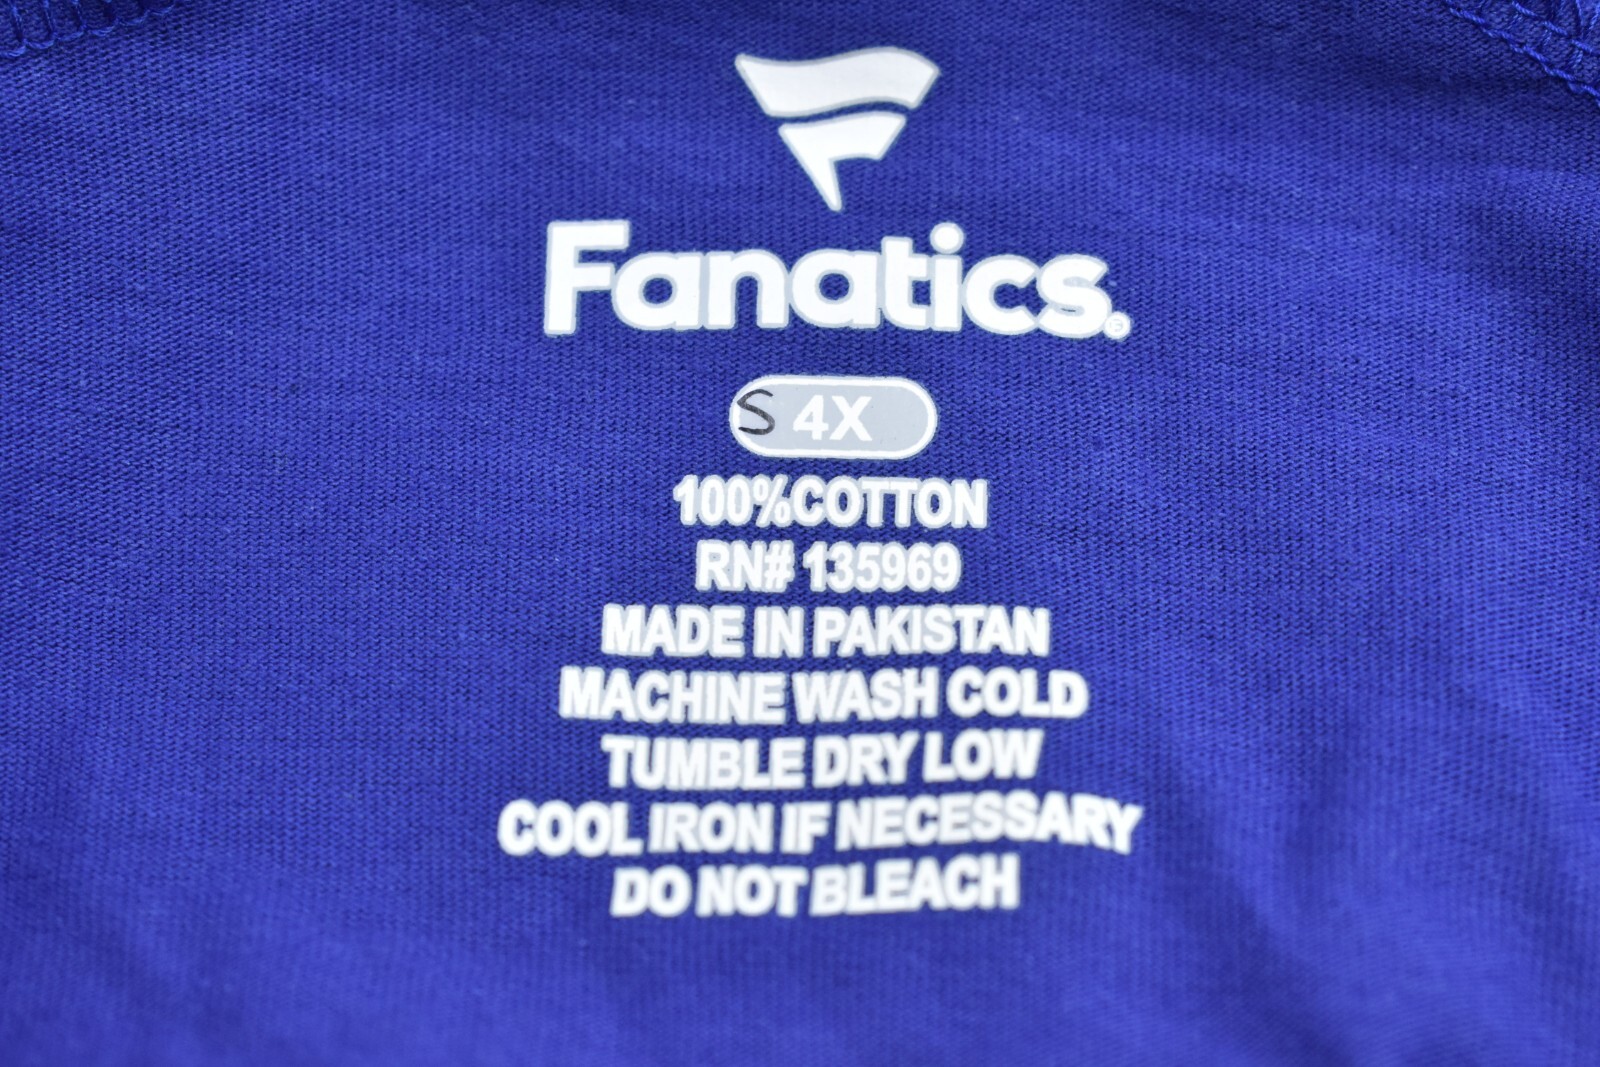 Fanatics.
S 4X
100%COTTON
RN# 135969
MADE IN PAKISTAN
MACHINE WASH COLD
TUMBLE DRY LOW
COOL IRON IF NECESSARY
DO NOT BLEACH